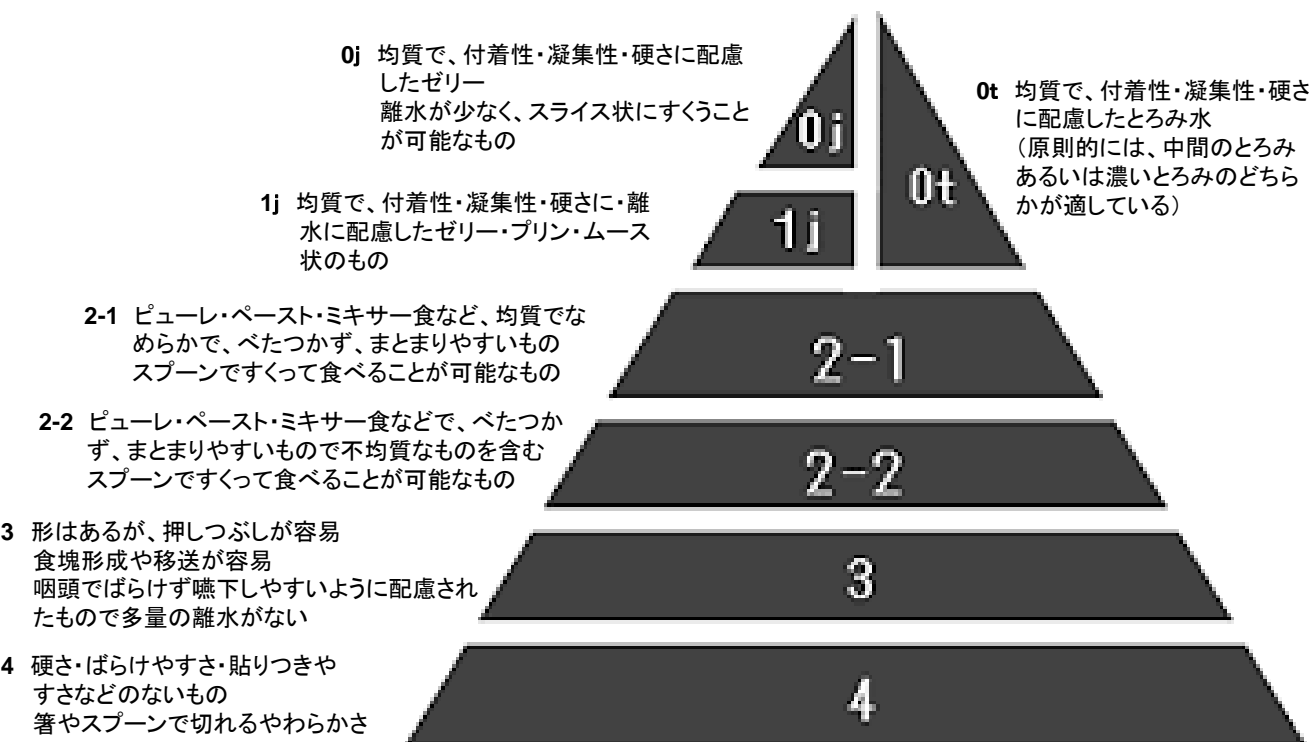 0j 均質で、付着性・凝集性・硬さに配慮
したゼリー
離水が少なく、スライス状にすくうこと
が可能なもの
0t 均質で、付着性・凝集性・硬さ
に配慮したとろみ水
(原則的には、中間のとろみ
あるいは濃いとろみのどちら
かが適している)
1j 均質で、付着性・凝集性・硬さに・離
水に配慮したゼリー・プリン・ムース
状のもの
2-1 ピューレ・ペースト・ミキサー食など、均質でな
めらかで、べたつかず、まとまりやすいもの
スプーンですくって食べることが可能なもの
2-2 ピューレ・ペースト・ミキサー食などで、べたつか
ず、まとまりやすいもので不均質なものを含む
スプーンですくって食べることが可能なもの
3 形はあるが、押しつぶしが容易
食塊形成や移送が容易
咽頭でばらけず嚥下しやすいように配慮され
たもので多量の離水がない
4 硬さ・ばらけやすさ・貼りつきや
すさなどのないもの
箸やスプーンで切れるやわらかさ
0j
0t
1j
2-1
2-2
3
4